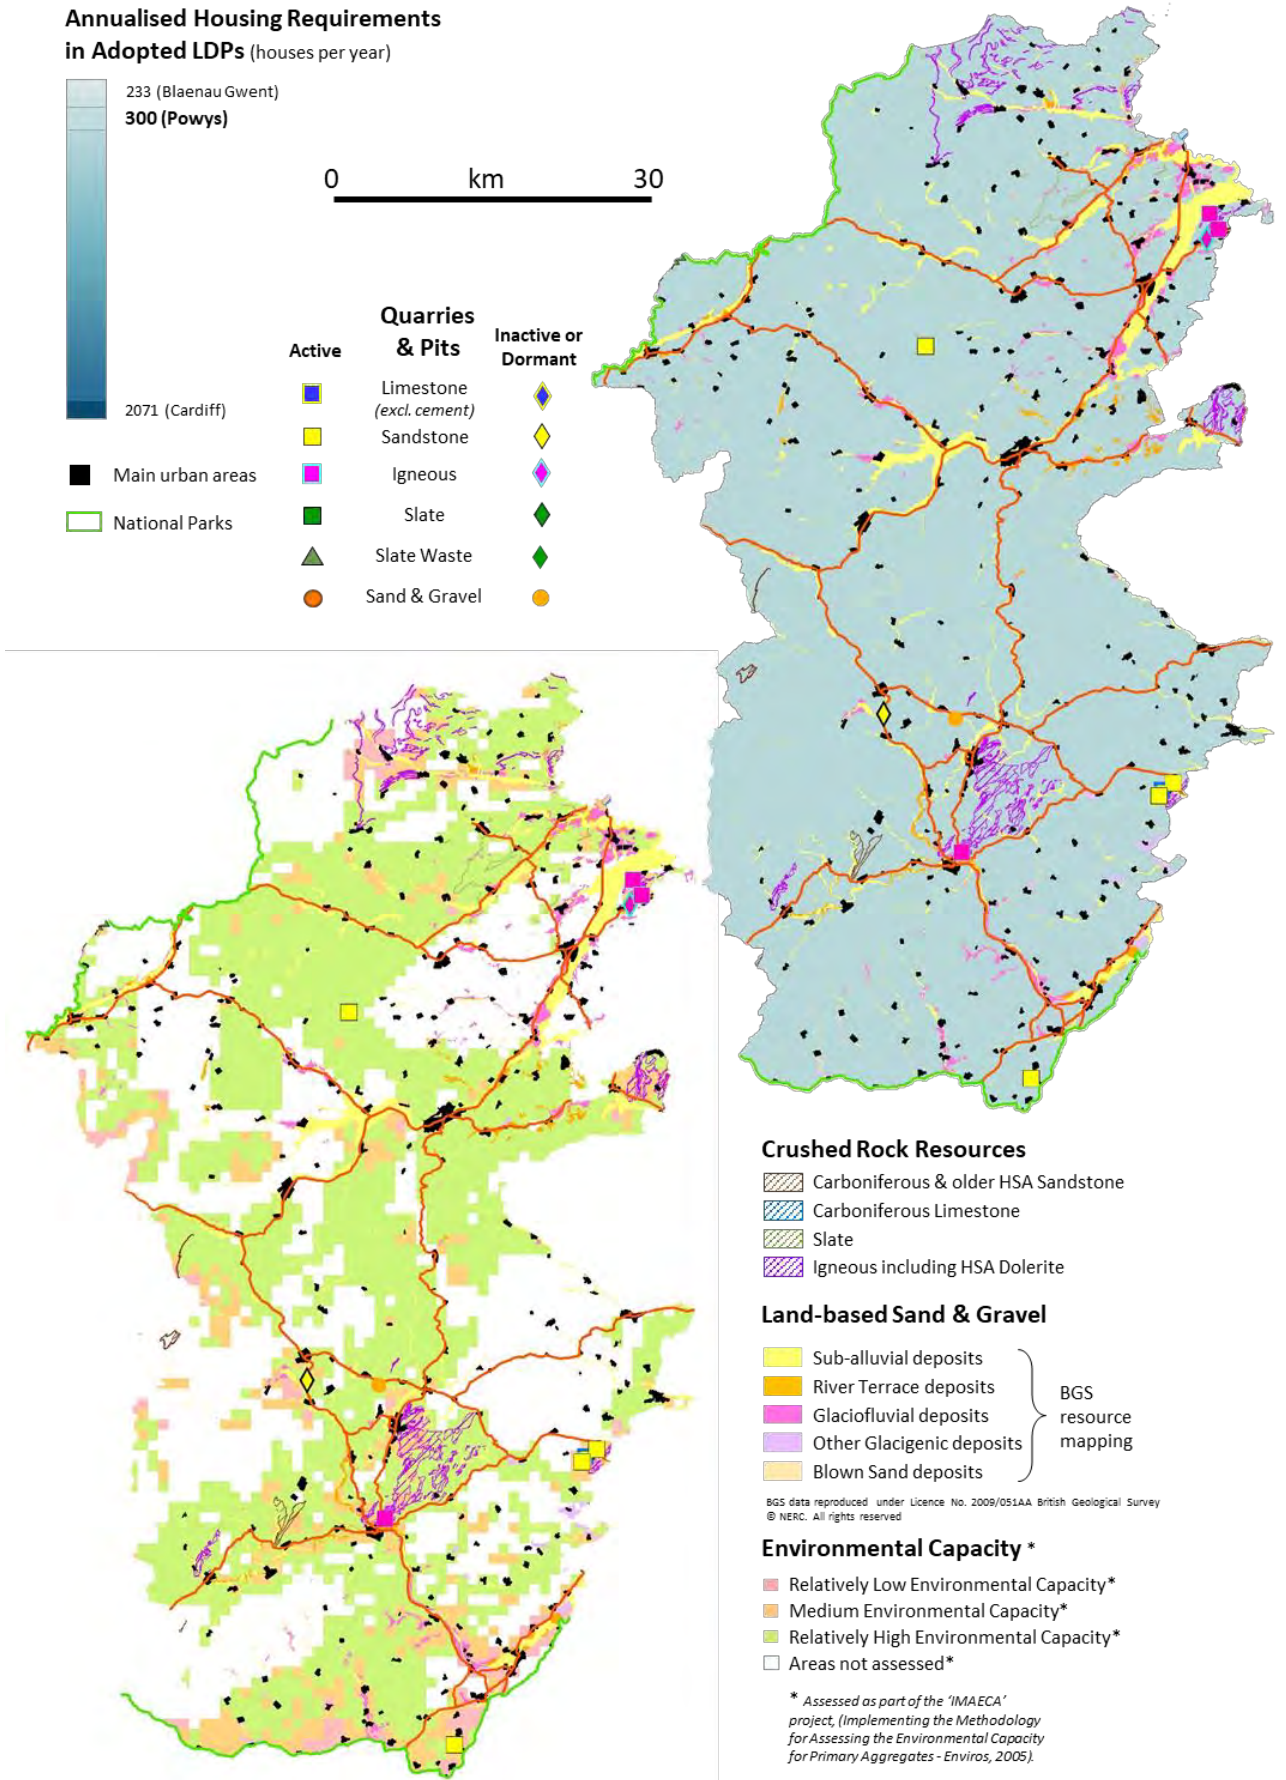 Annualised Housing Requirements
in Adopted LDPs (houses per year)
233 (Blaenau Gwent)
300 (Powys)
2071 (Cardiff)
0 km 30
Quarries
& Pits
Active
Inactive or
Dormant
Limestone
(excl. cement)
Sandstone
Igneous
Slate
Slate Waste
Sand & Gravel
Main urban areas
National Parks
Crushed Rock Resources
Carboniferous & older HSA Sandstone
Carboniferous Limestone
Slate
Igneous including HSA Dolerite
Land-based Sand & Gravel
Sub-alluvial deposits
River Terrace deposits
Glaciofluvial deposits
Other Glacigenic deposits
Blown Sand deposits
BGS
resource
mapping
BGS data reproduced under Licence No. 2009/051AA British Geological Survey
© NERC. All rights reserved
Environmental Capacity *
Relatively Low Environmental Capacity*
Medium Environmental Capacity*
Relatively High Environmental Capacity*
Areas not assessed*
* Assessed as part of the ‘IMAECA’
project, (Implementing the Methodology
for Assessing the Environmental Capacity
for Primary Aggregates - Enviros, 2005).